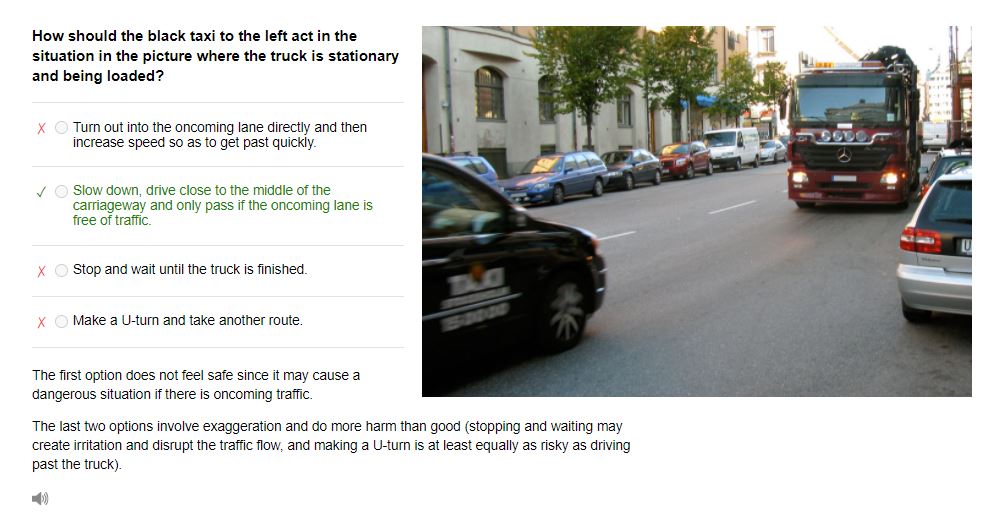 How should the black taxi to the left act in the
situation in the picture where the truck is stationary
and being loaded?
Turn out into the oncoming lane directly and then
increase speed so as to get past quickly.
Slow down, drive close to the middle of the
carriageway and only pass if the oncoming lane is
free of traffic.
Stop and wait until the truck is finished.
Make a U-turn and take another route.
The first option does not feel safe since it may cause a
dangerous situation if there is oncoming traffic.
The last two options involve exaggeration and do more harm than good (stopping and waiting may
create irritation and disrupt the traffic flow, and making a U-turn is at least equally as risky as driving
past the truck).